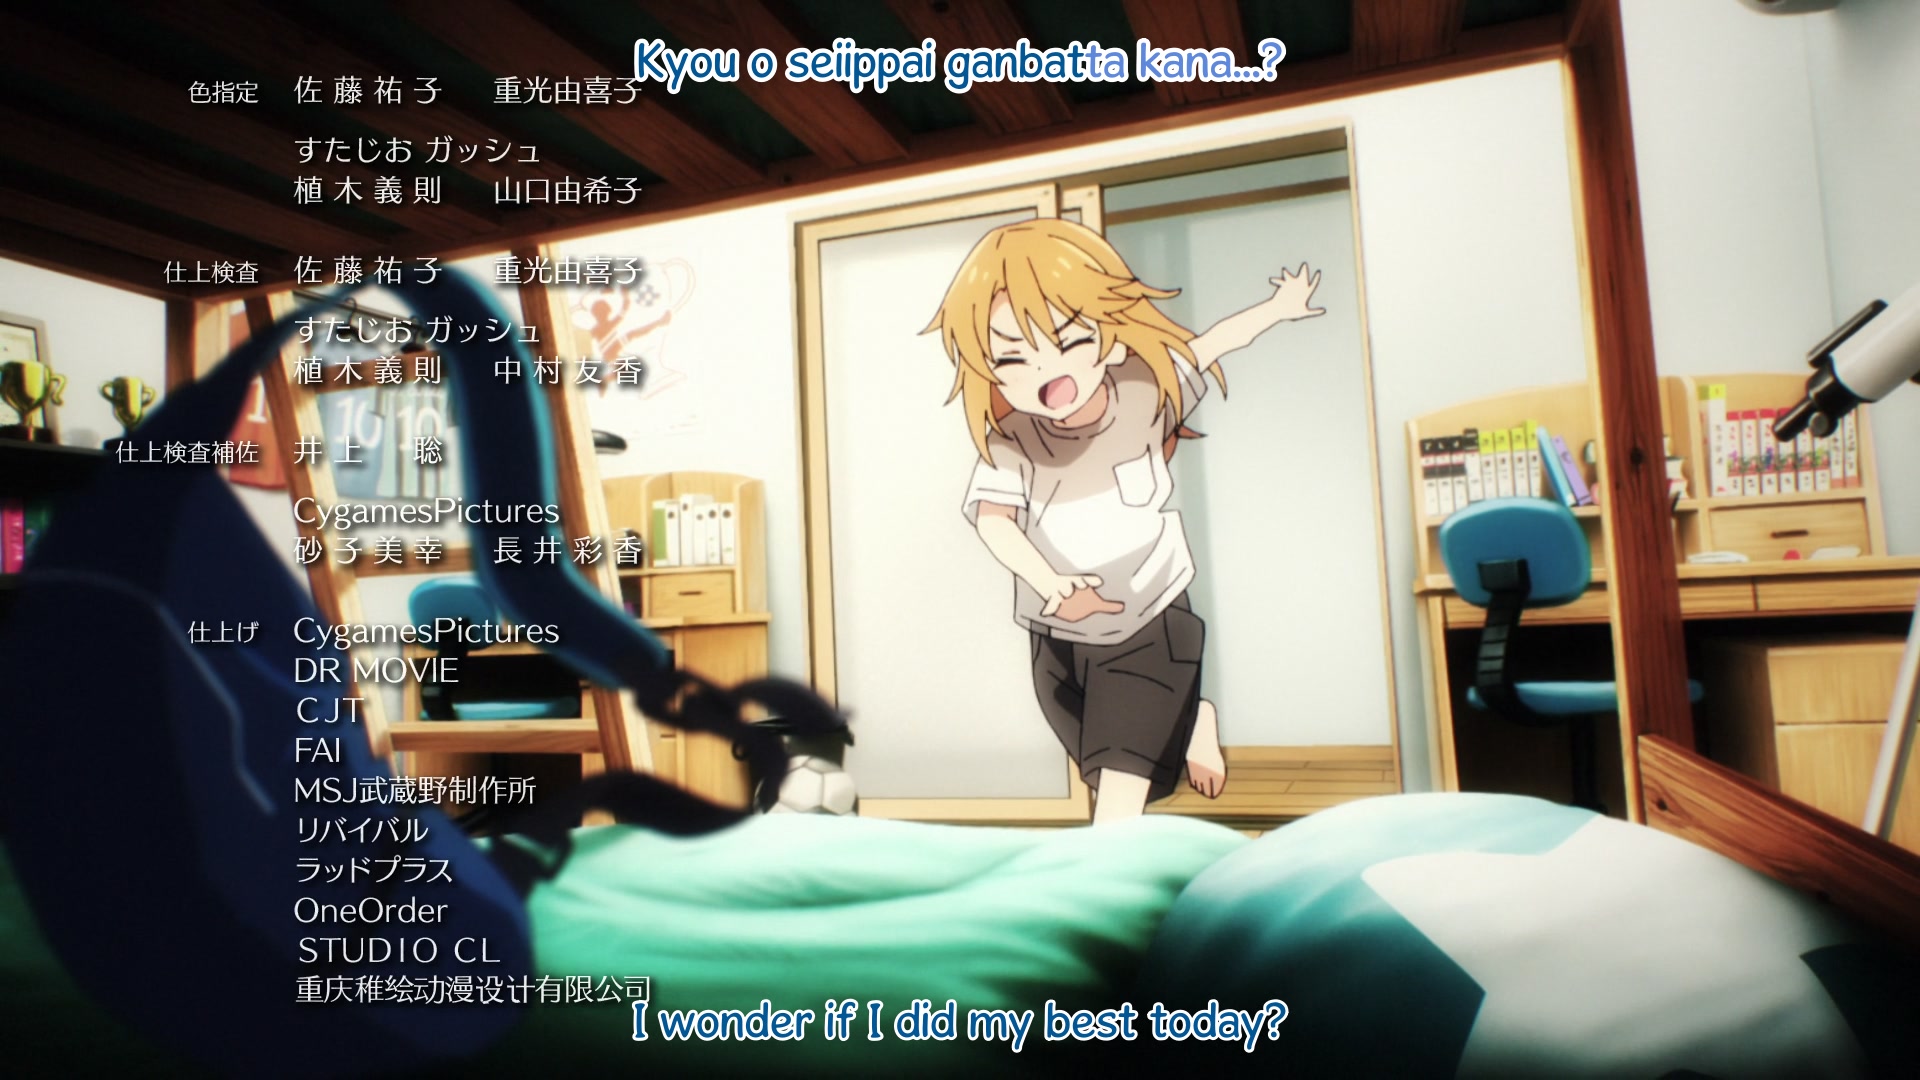 Kyou o seiippai ganbatta kana...?
色指定 佐藤祐子 重光由喜子
すたじお ガッシュ
植木義則 山口由希子
仕上検査 佐藤祐子 重光由喜子
すたじお ガッシュ
植木義則 中村友香
仕上検査補佐 井上 聡
CygamesPictures
砂子美幸 長井彩香
仕上げ CygamesPictures
DR MOVIE
CJT
FAI
MSJ武蔵野制作所
リバイバル
ラッドプラス
OneOrder
STUDIO CL
重庆稚绘动漫设计有限公司
I wonder if I did my best today?
10
10